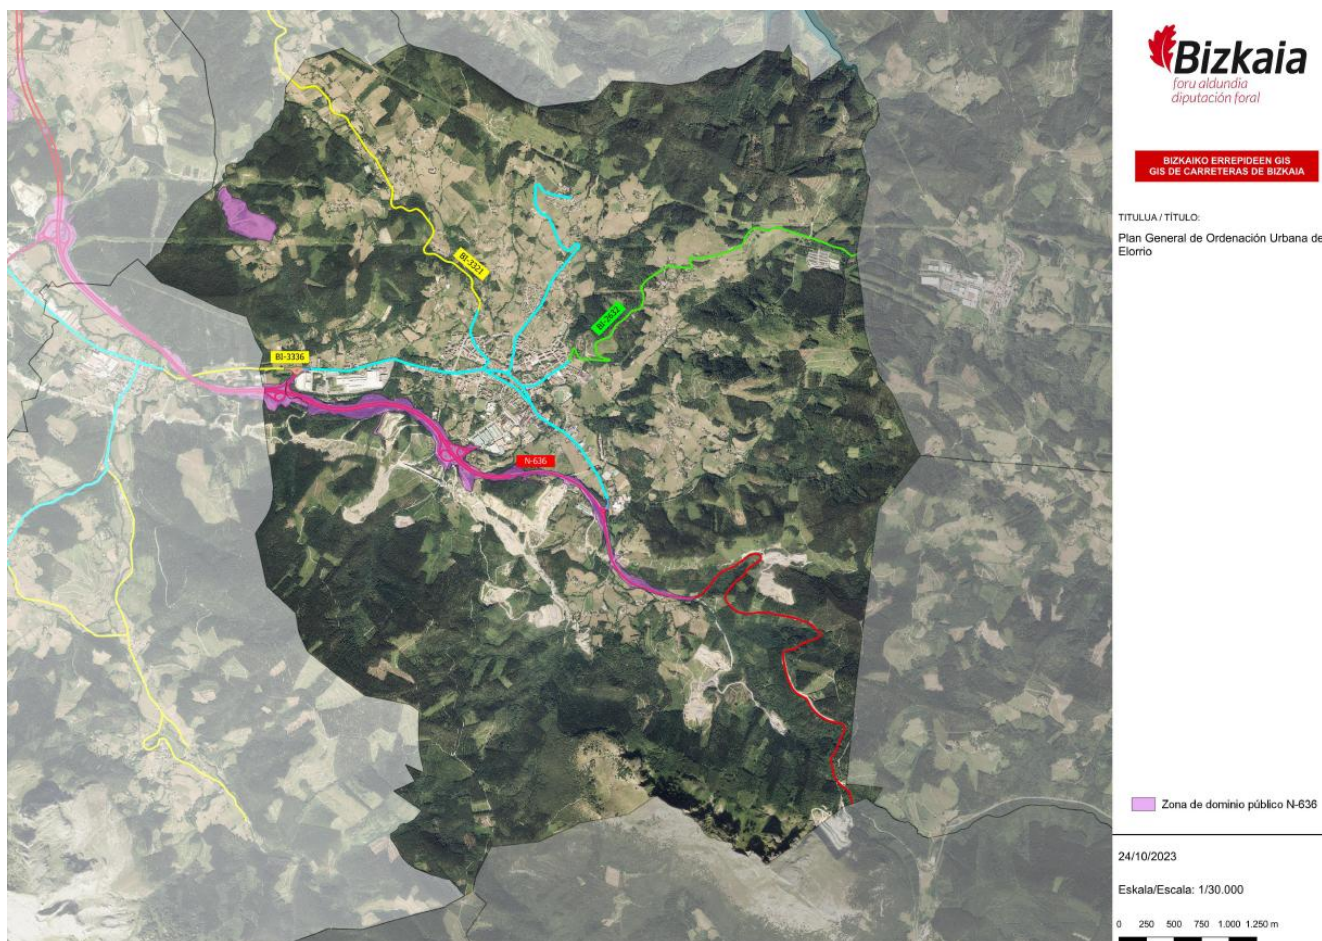 Bizkaia
foru aldundia
diputación foral
BIZKAIKO ERREPIDEEN GIS
GIS DE CARRETERAS DE BIZKAIA
TITULUA / TÍTULO:
Plan General de Ordenación Urbana de
Elorrio
BI-3321
BI-2632
BI-3336
N-636
Zona de dominio público N-636
24/10/2023
Eskala/Escala: 1/30.000
0 250 500 750 1.000 1.250 m